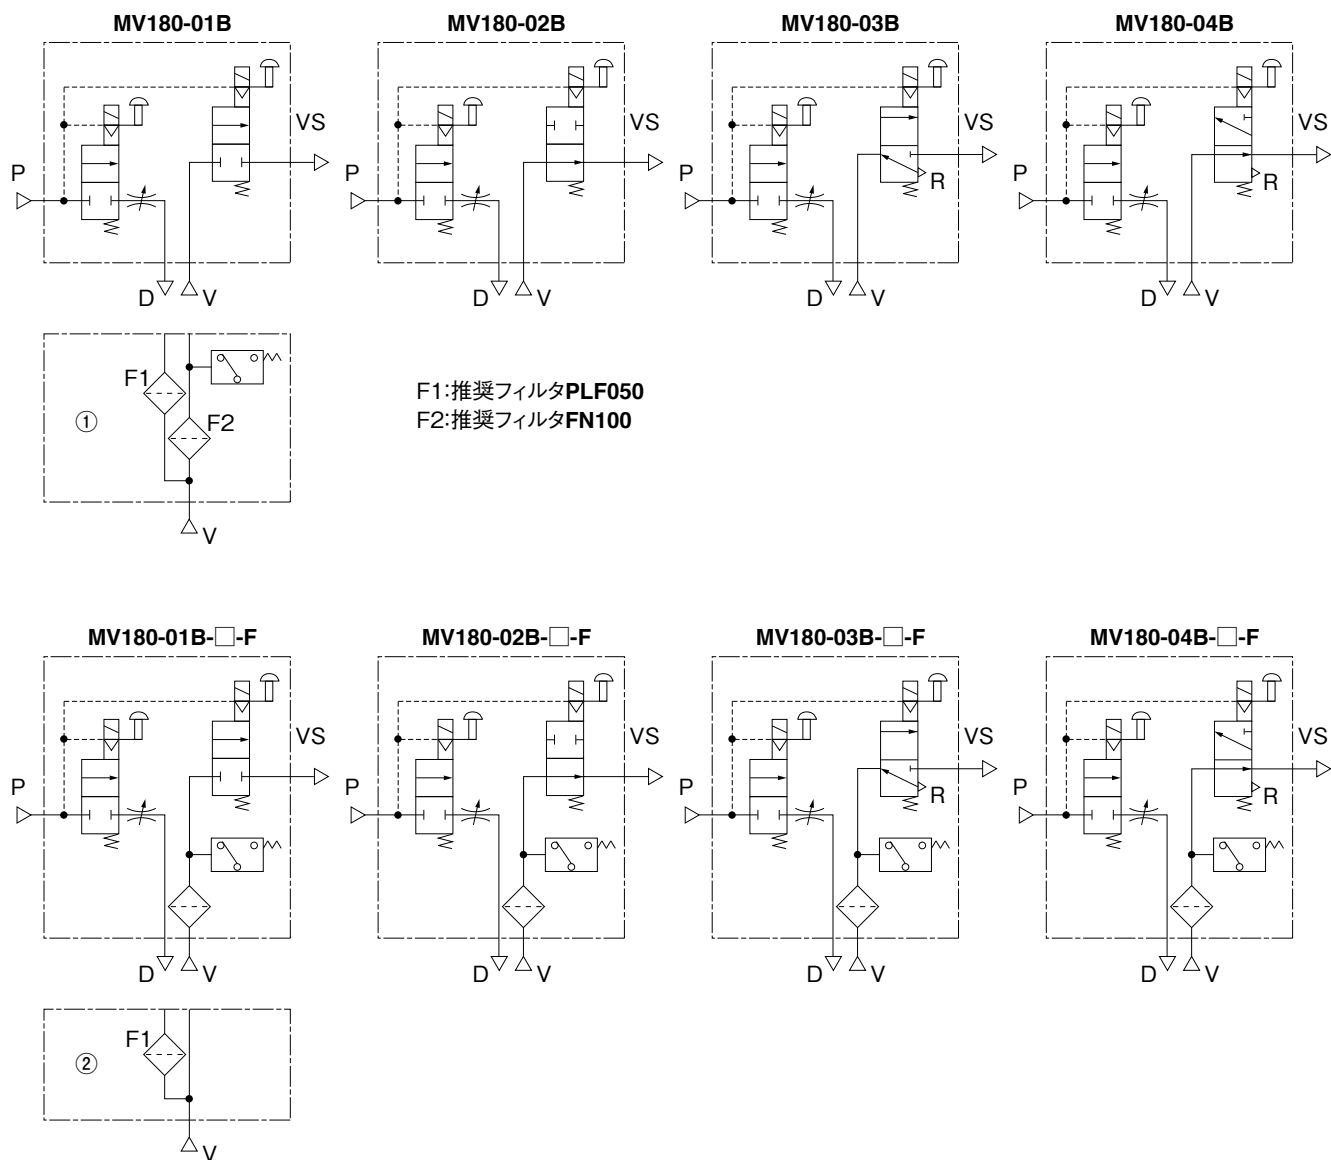 MV180-01B
MV180-02B
MV180-03B
MV180-04B
P
VS
D
V
P
VS
D
V
P
VS
R
D
V
P
VS
R
D
V
①
F1
F2
V
F1:推奨フィルタPLF050
F2:推奨フィルタFN100
MV180-01B-□-F
MV180-02B-□-F
MV180-03B-□-F
MV180-04B-□-F
P
VS
D
V
P
VS
D
V
P
VS
R
D
V
P
VS
R
D
V
②
F1
V